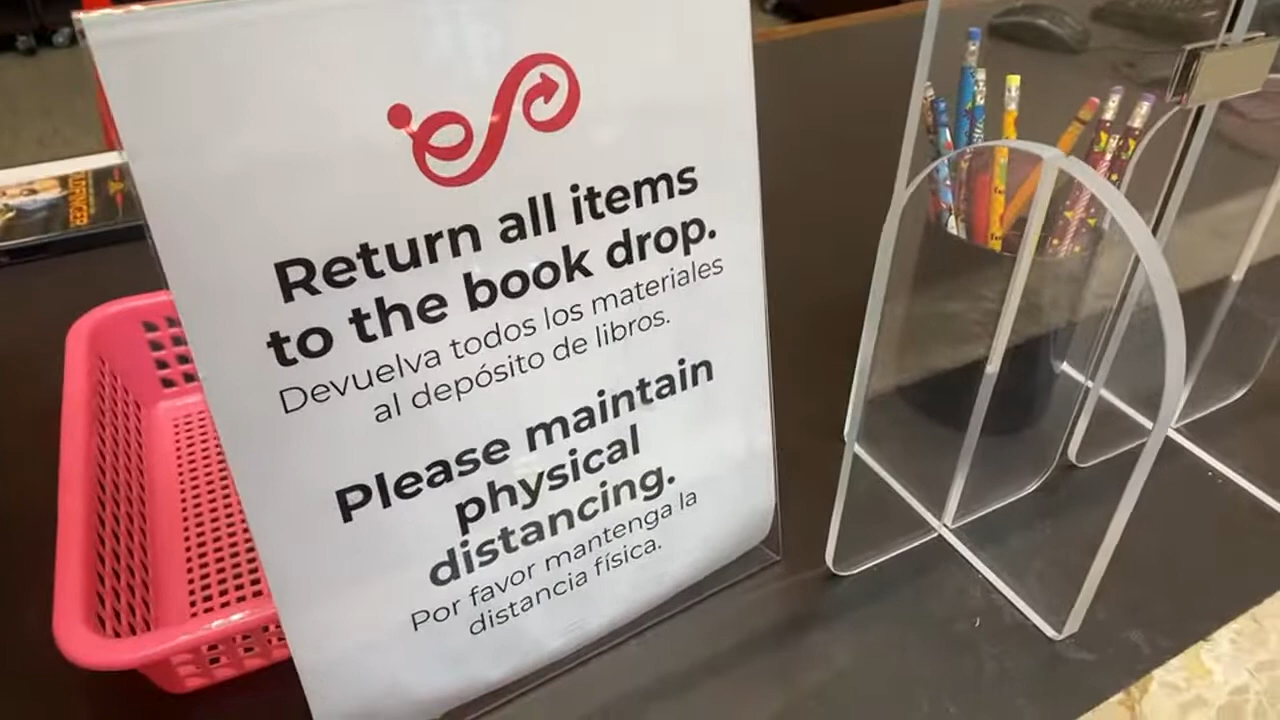 Return all items
to the book drop.
Devuelva todos los materiales
al depósito de libros.
Please maintain
physical
distancing.
Por favor mantenga la
distancia física.